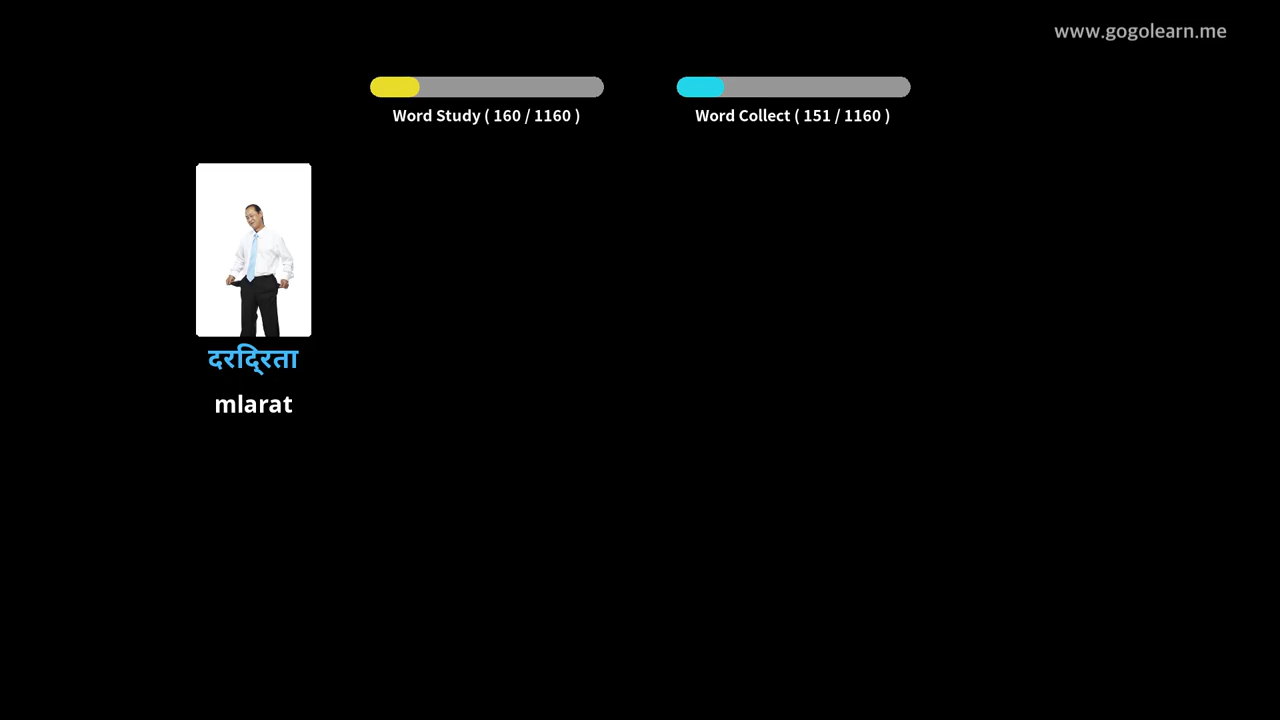 www.gogolearn.me
Word Study ( 160 / 1160 )
Word Collect ( 151 / 1160 )
दरद्रिता
mlarat